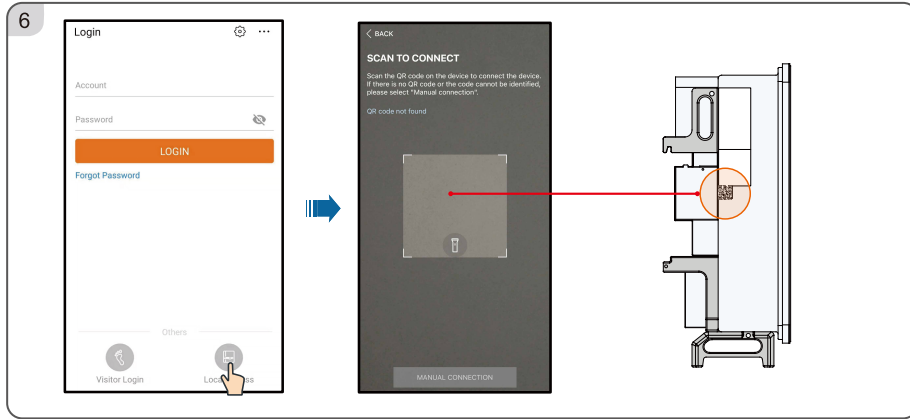 6
Login
Account
Password
LOGIN
Forgot Password
Others
Visitor Login
BACK
SCAN TO CONNECT
Scan the QR code on the device to connect the device.
If there is no QR code or the code cannot be identified,
please select "Manual connection".
QR code not found
MANUAL CONNECTION